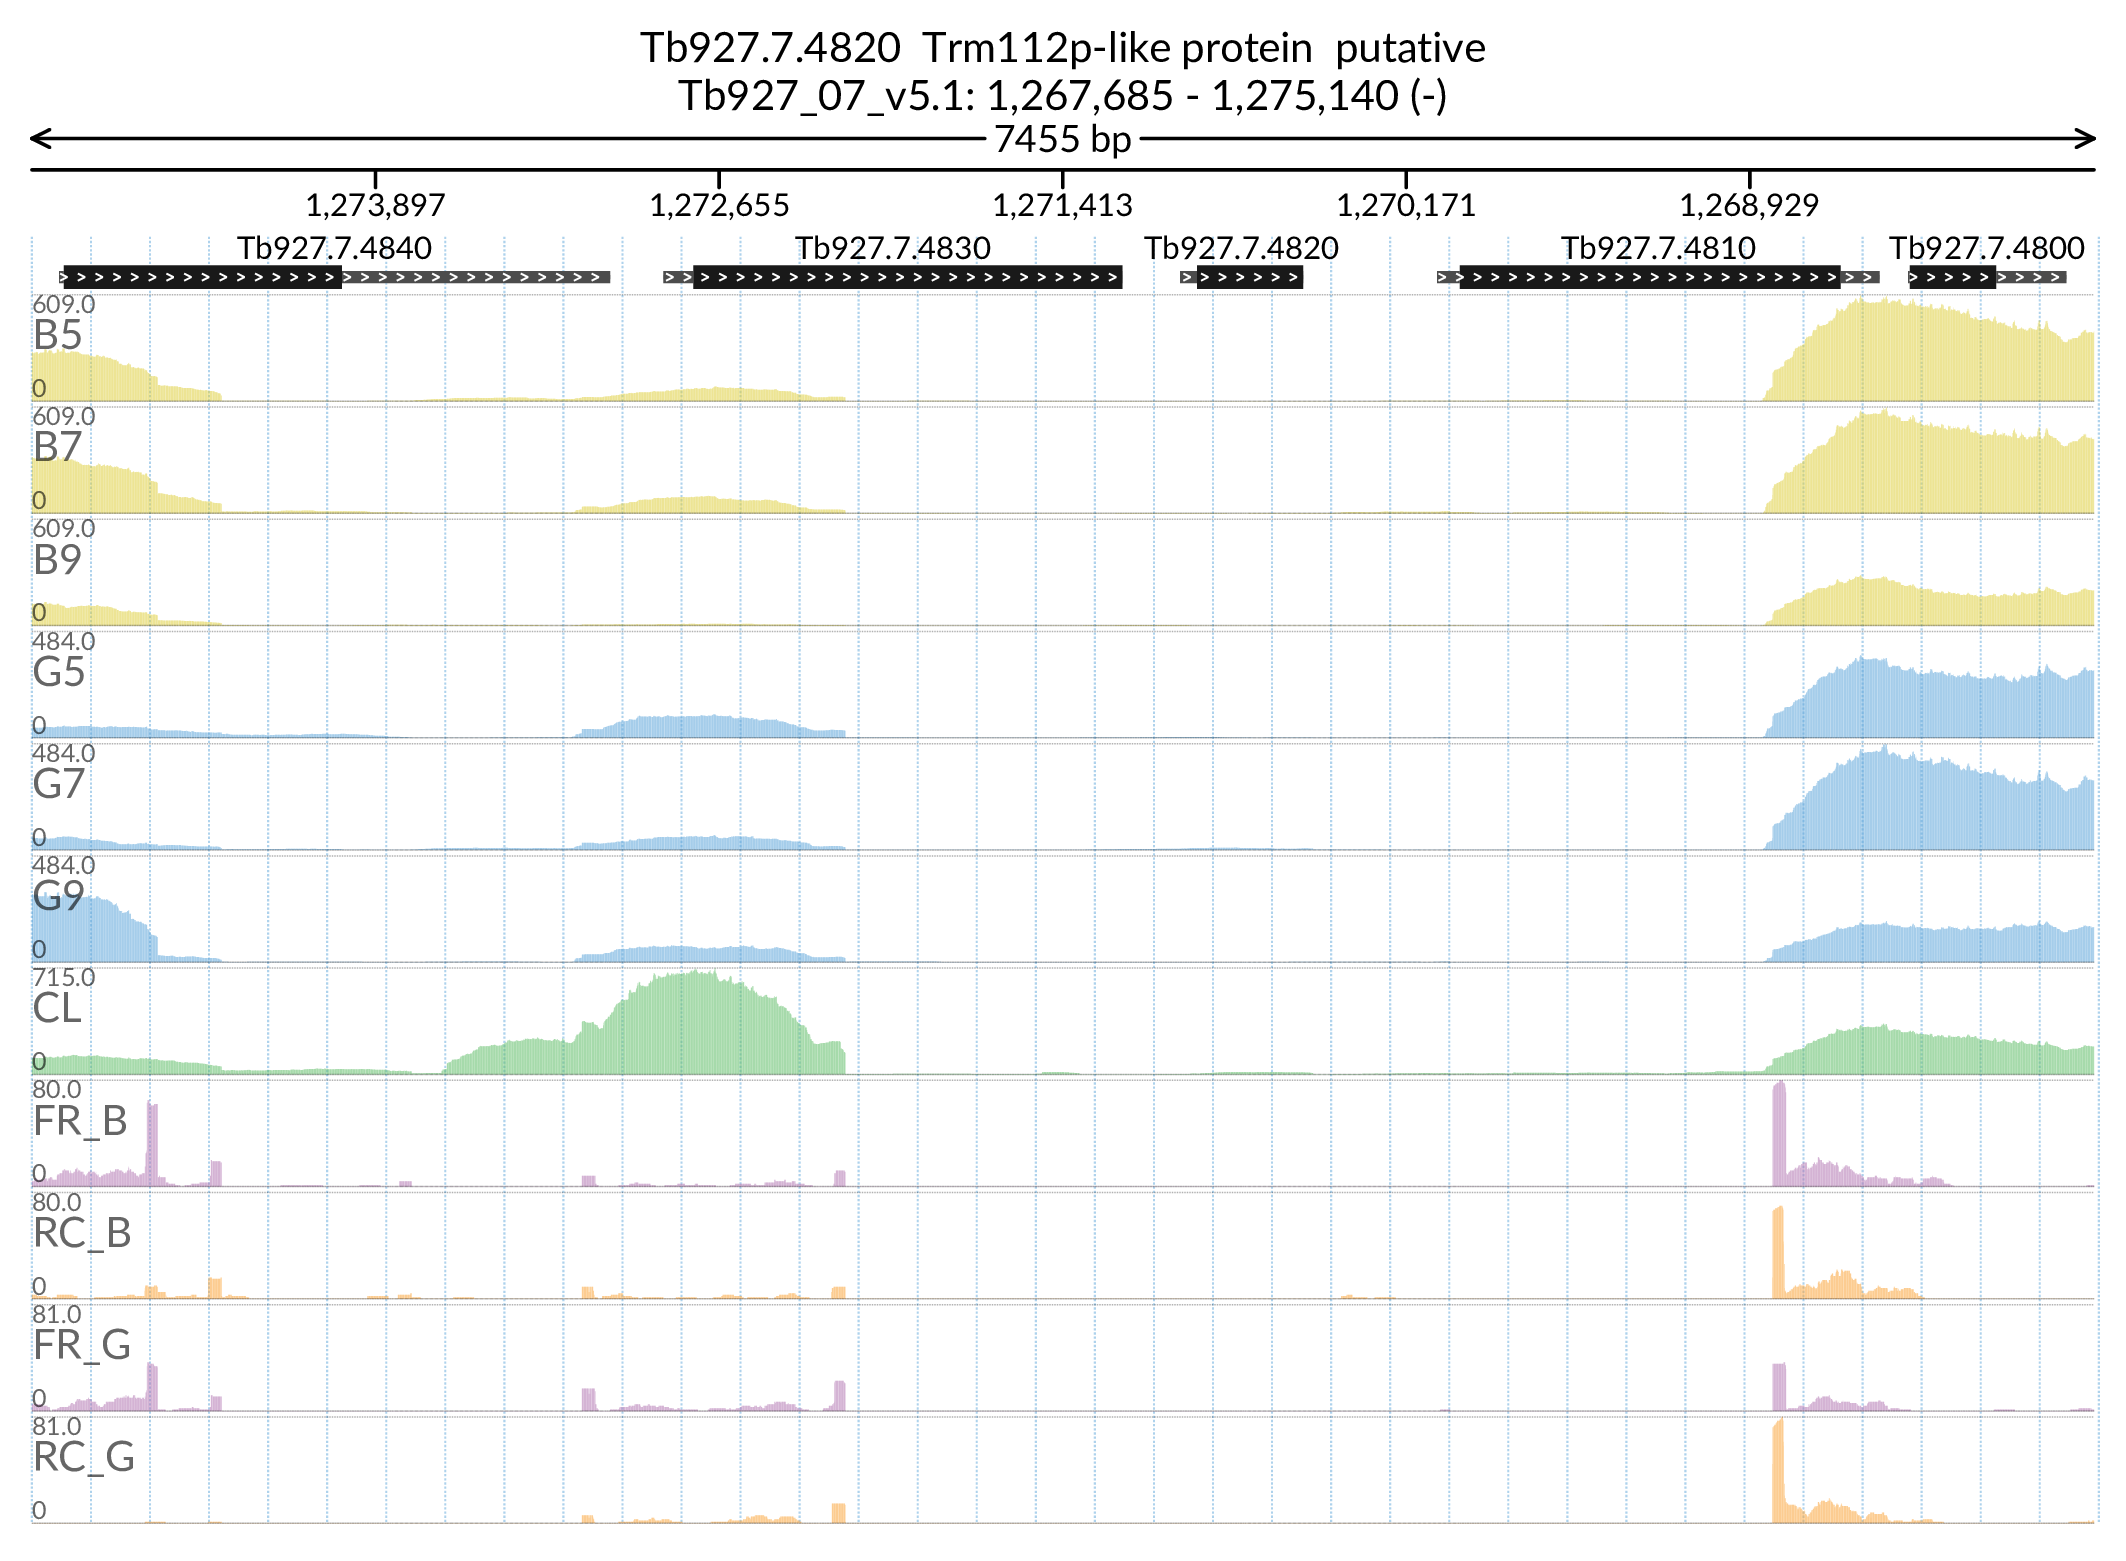 Tb927.7.4820 Trm112p-like protein putative
Tb927_07_v5.1: 1,267,685 - 1,275,140 (-)
7455 bp
1,273,897 1,272,655 1,271,413 1,270,171 1,268,929
Tb927.7.4840 Tb927.7.4830 Tb927.7.4820 Tb927.7.4810 Tb927.7.4800
609.0
B5
0
609.0
B7
0
609.0
B9
0
484.0
G5
0
484.0
G7
0
484.0
G9
0
715.0
CL
0
80.0
FR_B
0
80.0
RC_B
0
81.0
FR_G
0
81.0
RC_G
0